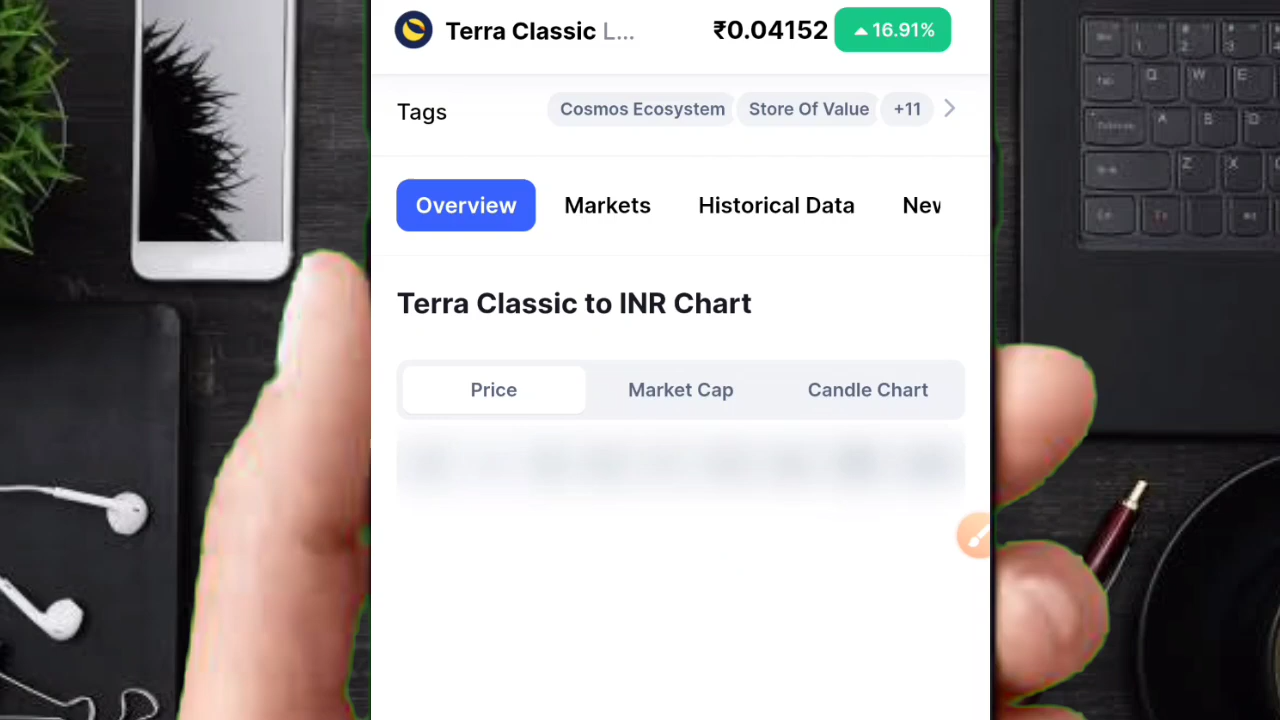 Terra Classic L... ₹0.04152 16.91%
Tags Cosmos Ecosystem Store Of Value +11
Overview Markets Historical Data Nev
Terra Classic to INR Chart
Price Market Cap Candle Chart